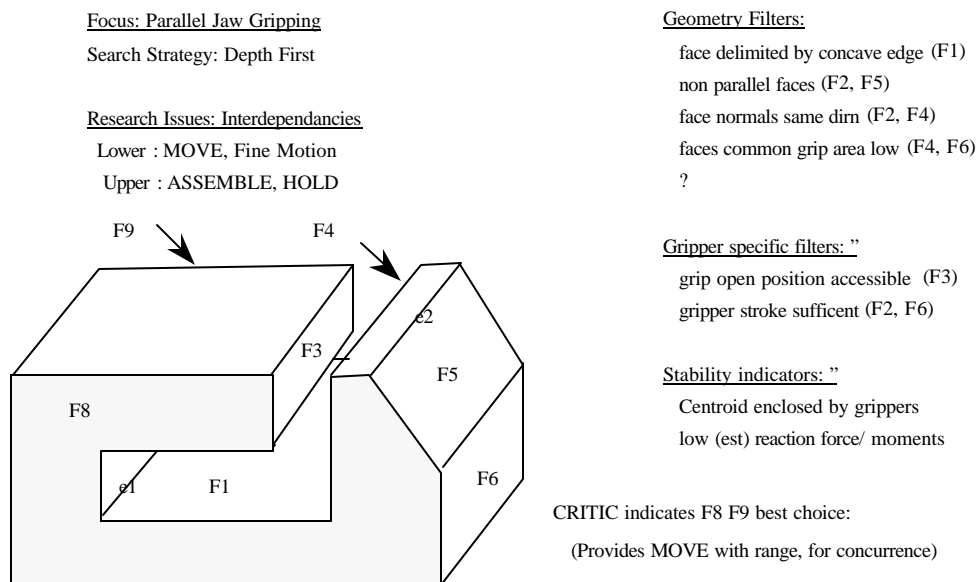 Focus: Parallel Jaw Gripping
Search Strategy: Depth First
Research Issues: Interdependancies
Lower : MOVE, Fine Motion
Upper : ASSEMBLE, HOLD
Geometry Filters:
face delimited by concave edge (F1)
non parallel faces (F2, F5)
face normals same dirn (F2, F4)
faces common grip area low (F4, F6)
?
Gripper specific filters: ”
grip open position accessible (F3)
gripper stroke sufficent (F2, F6)
Stability indicators: ”
Centroid enclosed by grippers
low (est) reaction force/ moments
CRITIC indicates F8 F9 best choice:
(Provides MOVE with range, for concurrence)
F9
F4
e2
F3
F5
F8
e1
F1
F6